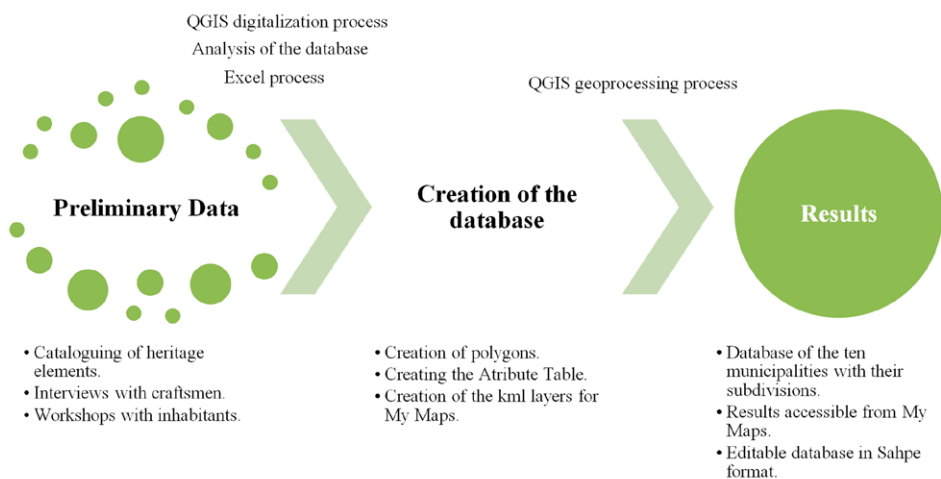 QGIS digitalization process
Analysis of the database
Excel process
QGIS geoprocessing process
Preliminary Data
Creation of the
database
Results
• Cataloguing of heritage
elements.
• Interviews with craftsmen.
• Workshops with inhabitants.
• Creation of polygons.
• Creating the Atribute Table.
• Creation of the kml layers for
My Maps.
• Database of the ten
municipalities with their
subdivisions.
• Results accessible from My
Maps.
• Editable database in Sahpe
format.